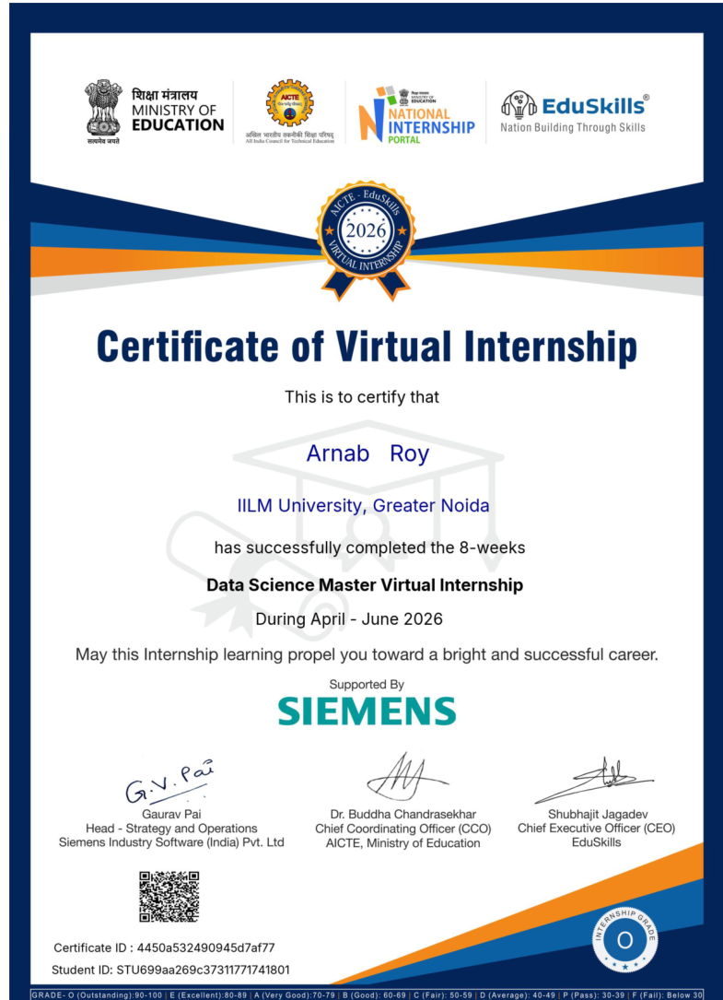 शिक्षा मंत्रालय
MINISTRY OF
EDUCATION
सत्यमेव जयते
AICTE
अखिल भारतीय तकनीकी शिक्षा परिषद्
All India Council for Technical Education
MINISTRY OF
EDUCATION
NATIONAL
INTERNSHIP
PORTAL
EduSkills®
Nation Building Through Skills
AICTE - EduSkills
2026
VIRTUAL INTERNSHIP
Certificate of Virtual Internship
This is to certify that
Arnab Roy
IILM University, Greater Noida
has successfully completed the 8-weeks
Data Science Master Virtual Internship
During April - June 2026
May this Internship learning propel you toward a bright and successful career.
Supported By
SIEMENS
G.V. Pai
Gaurav Pai
Head - Strategy and Operations
Siemens Industry Software (India) Pvt. Ltd
Dr. Buddha Chandrasekhar
Chief Coordinating Officer (CCO)
AICTE, Ministry of Education
Shubhajit Jagadev
Chief Executive Officer (CEO)
EduSkills
INTERNSHIP GRADE
O
Certificate ID : 4450a532490945d7af77
Student ID: STU699aa269c37311771741801
GRADE- O (Outstanding):90-100 | E (Excellent):80-89 | A (Very Good):70-79 | B (Good): 60-69 | C (Fair): 50-59 | D (Average): 40-49 | P (Pass): 30-39 | F (Fail): Below 30